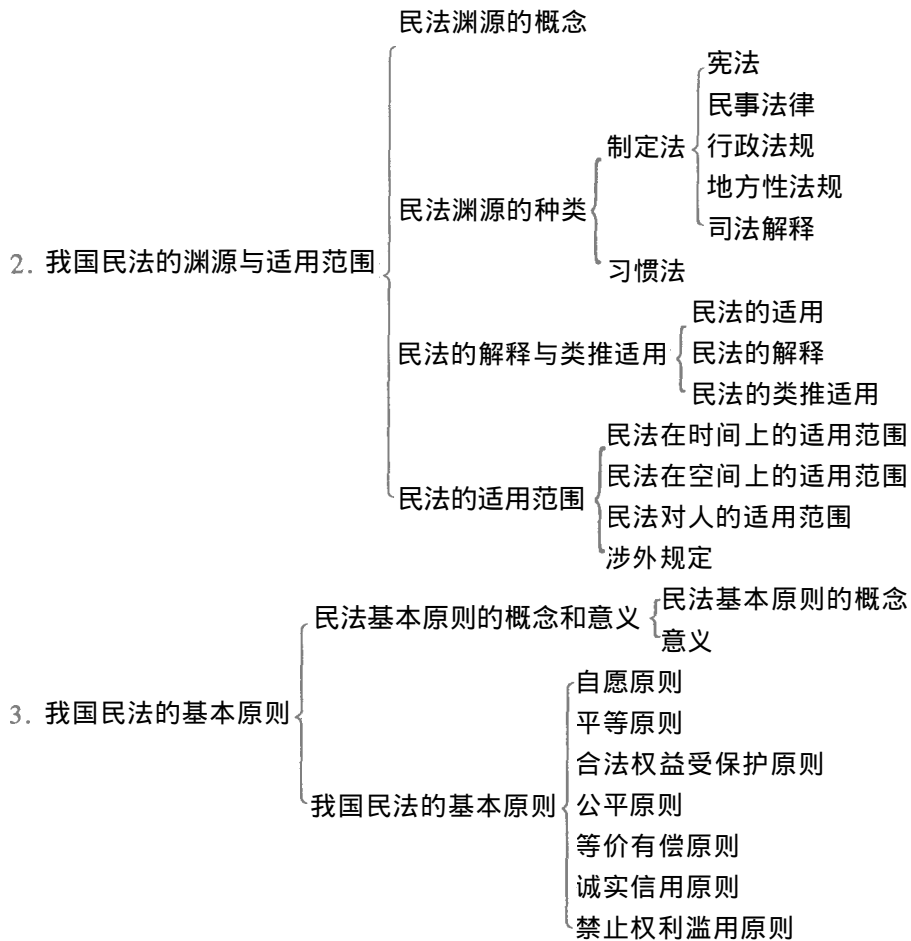 民法渊源的概念
宪法
民事法律
制定法
行政法规
地方性法规
民法渊源的种类
司法解释
2. 我国民法的渊源与适用范围
习惯法
民法的适用
民法的解释与类推适用
民法的解释
民法的类推适用
民法在时间上的适用范围
民法在空间上的适用范围
民法的适用范围
民法对人的适用范围
涉外规定
民法基本原则的概念和意义
民法基本原则的概念
意义
自愿原则
3. 我国民法的基本原则
平等原则
合法权益受保护原则
我国民法的基本原则
公平原则
等价有偿原则
诚实信用原则
禁止权利滥用原则